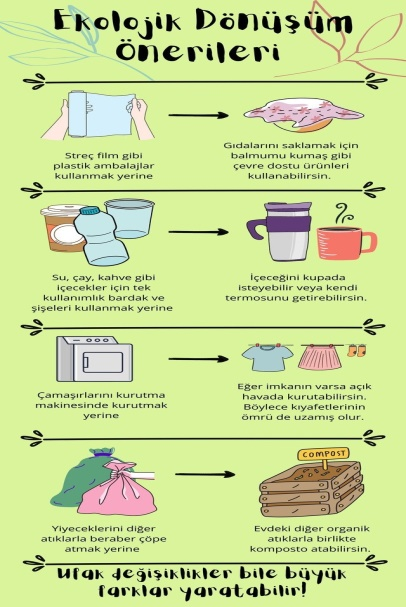 Ekolojik Dönüşüm
Önerileri
Streç film gibi
plastik ambalajlar
kullanmak yerine
Gıdalarını saklamak için
balmumu kumaş gibi
çevre dostu ürünleri
kullanabilirsin.
Su, çay, kahve gibi
içecekler için tek
kullanımlık bardak ve
şişeleri kullanmak yerine
İçeceğini kupada
isteyebilir veya kendi
termosunu getirebilirsin.
Çamaşırlarını kurutma
makinesinde kurutmak
yerine
Eğer imkanın varsa açık
havada kurutabilirsin.
Böylece kıyafetlerinin
ömrü de uzamış olur.
Yiyeceklerini diğer
atıklarla beraber çöpe
atmak yerine
COMPOST
Evdeki diğer organik
atıklarla birlikte
komposto atabilirsin.
Ufak değişiklikler bile büyük
farklar yaratabilir!